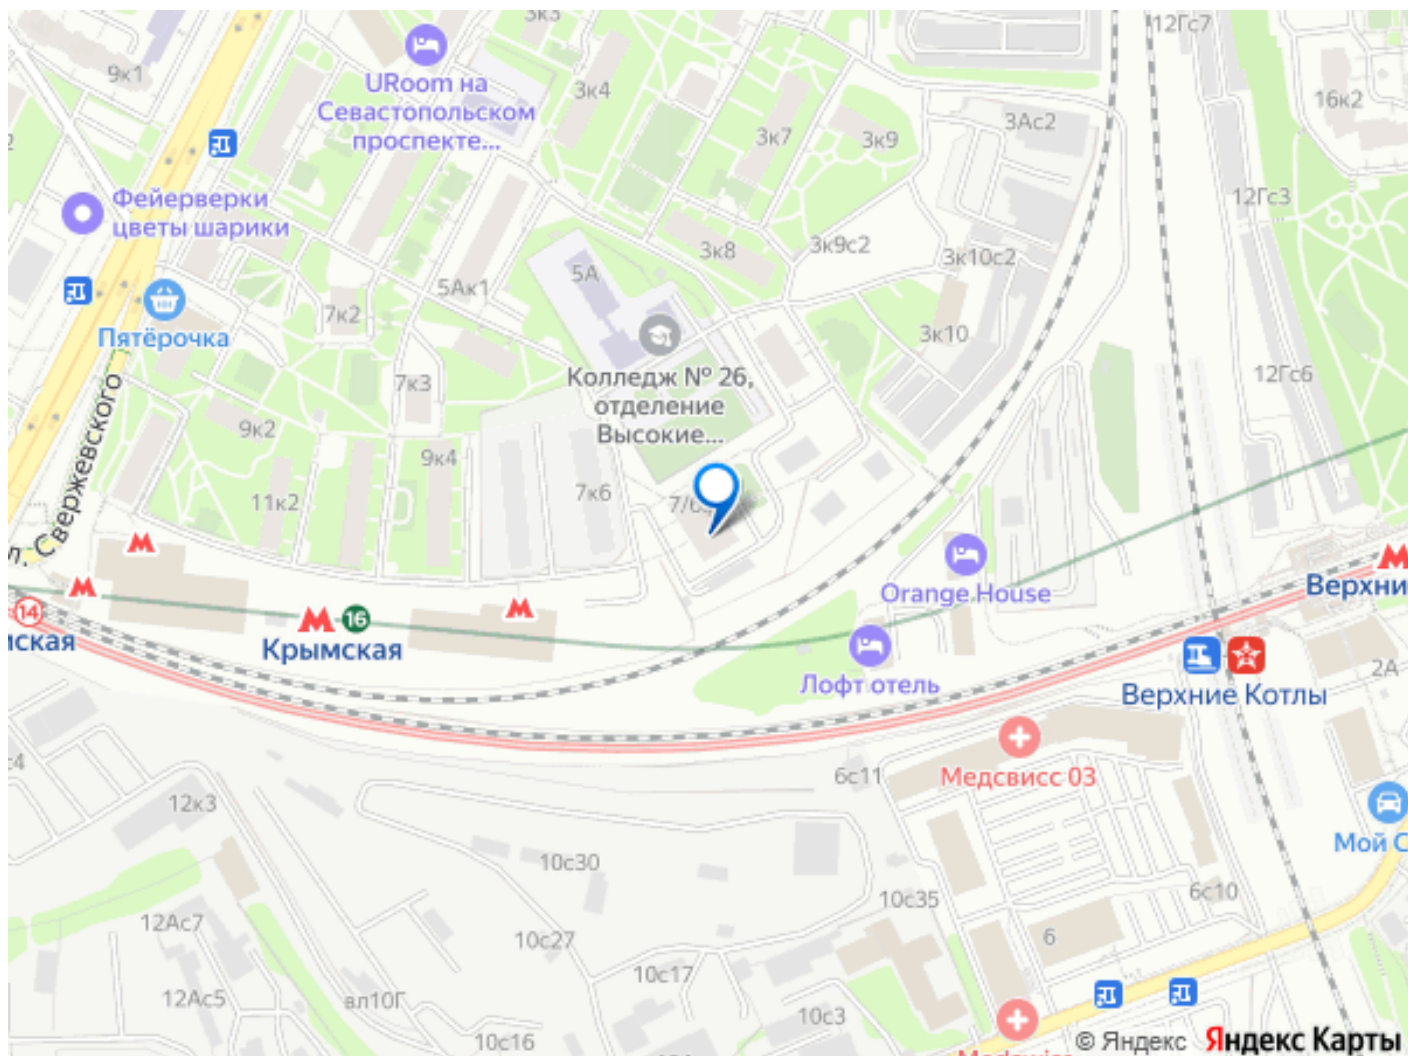 12Гс7
3к3
9к1
URoom на
Севастопольском
проспекте...
3к4
16к2
3Ас2
3к7
3к9
Фейерверки
цветы шарики
12Гс3
3к8
3к9с2
3к10с2
5А
5Ак1
7к2
Пятёрочка
3к10
Колледж № 26,
отделение
Высокие...
7к3
12Гс6
9к2
9к4
11к2
7к6
л. Свержевского
Orange House
14
16
Крымская
мская
Верхни
Лофт отель
Верхние Котлы
2А
6с11
Медсвисс 03
12к3
Мой С
10с30
10с35
6с10
12Ас7
10с27
6
10с17
12Ас5
вл10Г
10с3
10с16
© Яндекс Яндекс Карты